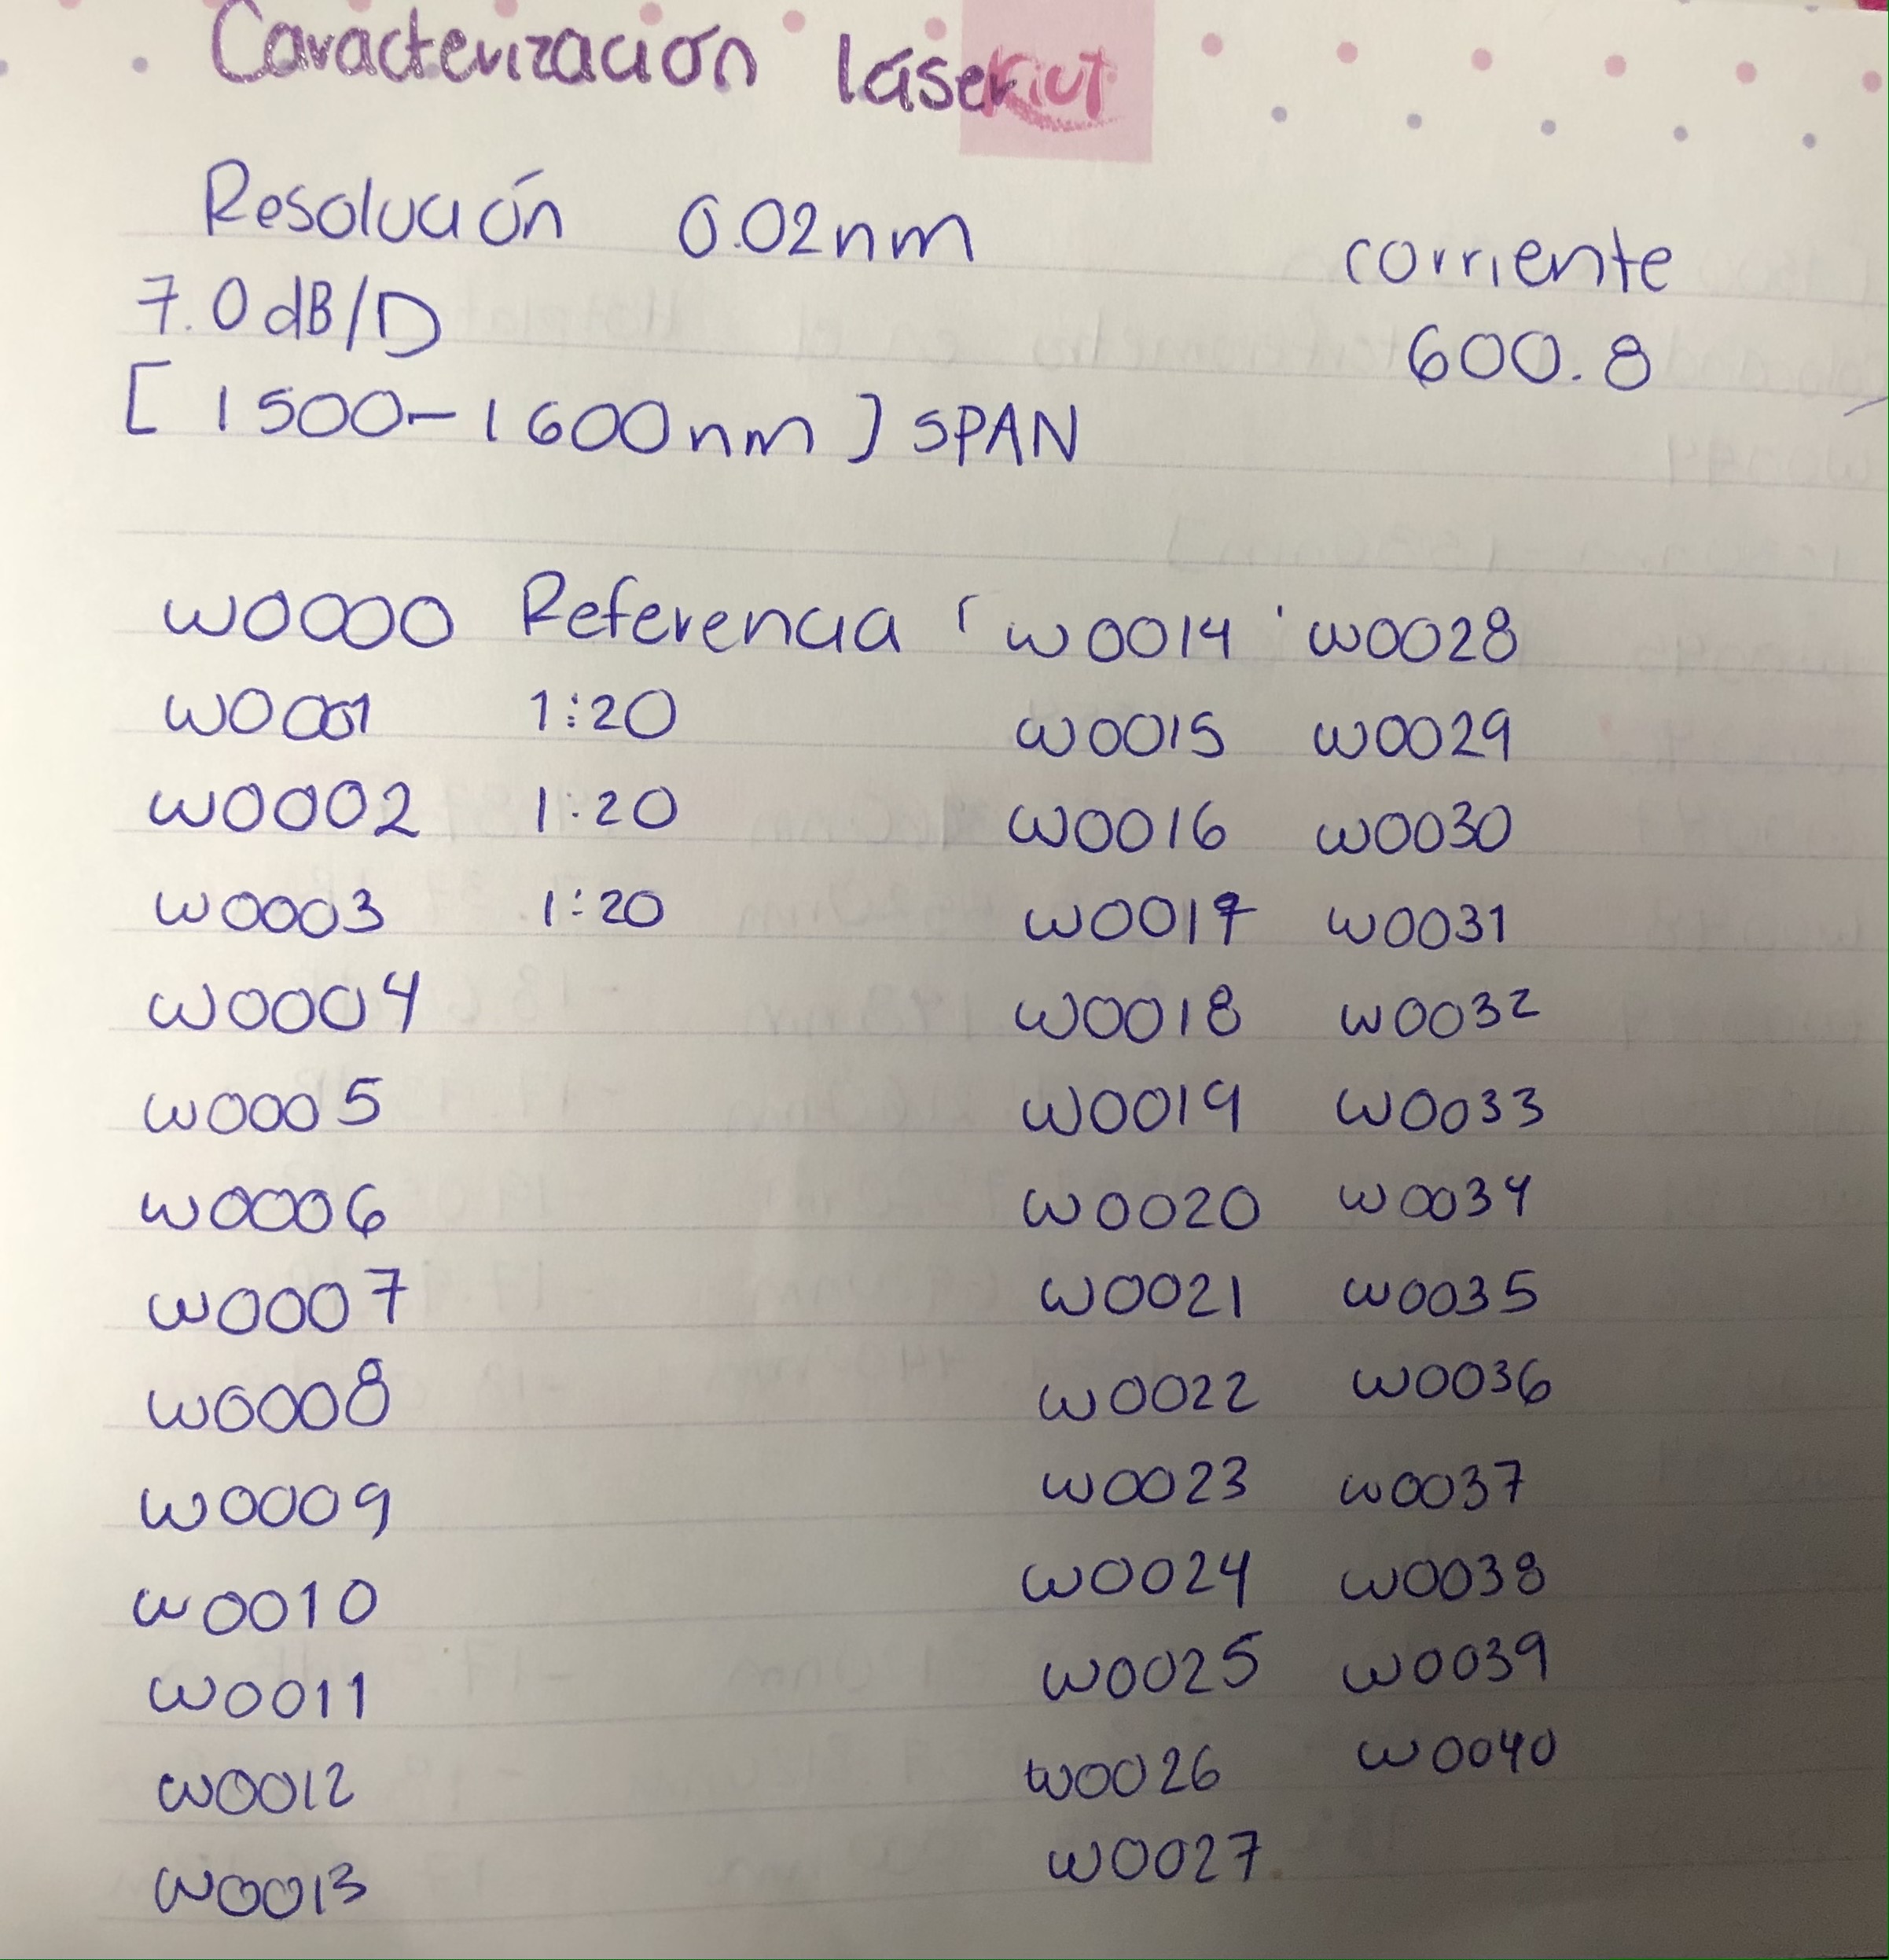 Caracterización láser
Resolución 0.02nm
corriente
7.0 dB/D
600.8
[1500-1600nm] SPAN
W0000 Referencia W0014 W0028
W0001 1:20 W0015 W0029
W0002 1:20 W0016 W0030
W0003 1:20 W0017 W0031
W0004 W0018 W0032
W0005 W0019 W0033
W0006 W0020 W0034
W0007 W0021 W0035
W0008 W0022 W0036
W0009 W0023 W0037
W0010 W0024 W0038
W0011 W0025 W0039
W0012 W0026 W0040
W0013 W0027